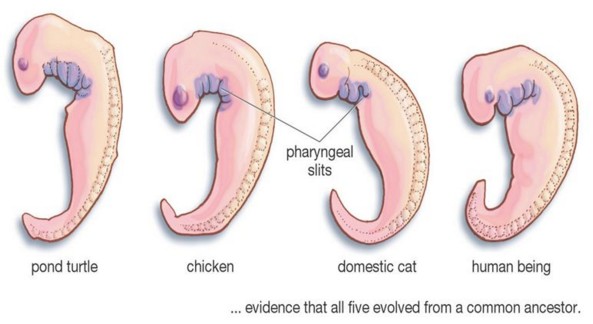 pharyngeal
slits
pond turtle chicken domestic cat human being
... evidence that all five evolved from a common ancestor.